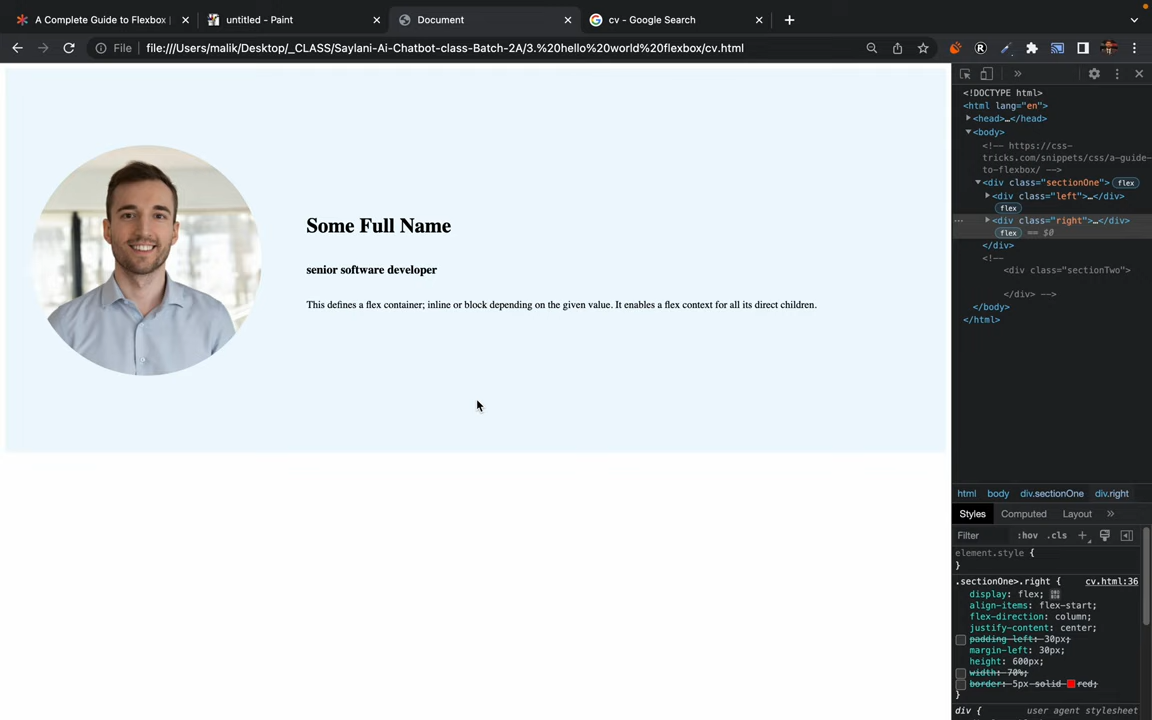 A Complete Guide to Flexbox
untitled - Paint
Document
cv - Google Search
File
file:///Users/malik/Desktop/_CLASS/Saylani-Ai-Chatbot-class-Batch-2A/3.%20hello%20world%20flexbox/cv.html
Some Full Name
senior software developer
This defines a flex container; inline or block depending on the given value. It enables a flex context for all its direct children.
<!DOCTYPE html>
<html lang="en">
<head>…</head>
<body>
<!-- https://css-
tricks.com/snippets/css/a-guide-
to-flexbox/ -->
<div class="sectionOne"> flex
<div class="left">…</div>
flex
<div class="right">…</div>
flex == $0
</div>
<!--
<div class="sectionTwo">
</div> -->
</body>
</html>
html body div.sectionOne div.right
Styles Computed Layout
Filter :hov .cls
element.style {
}
.sectionOne>.right { cv.html:36
display: flex;
align-items: flex-start;
flex-direction: column;
justify-content: center;
padding-left: 30px;
margin-left: 30px;
height: 600px;
width: 70%;
border: 5px solid red;
}
div { user agent stylesheet